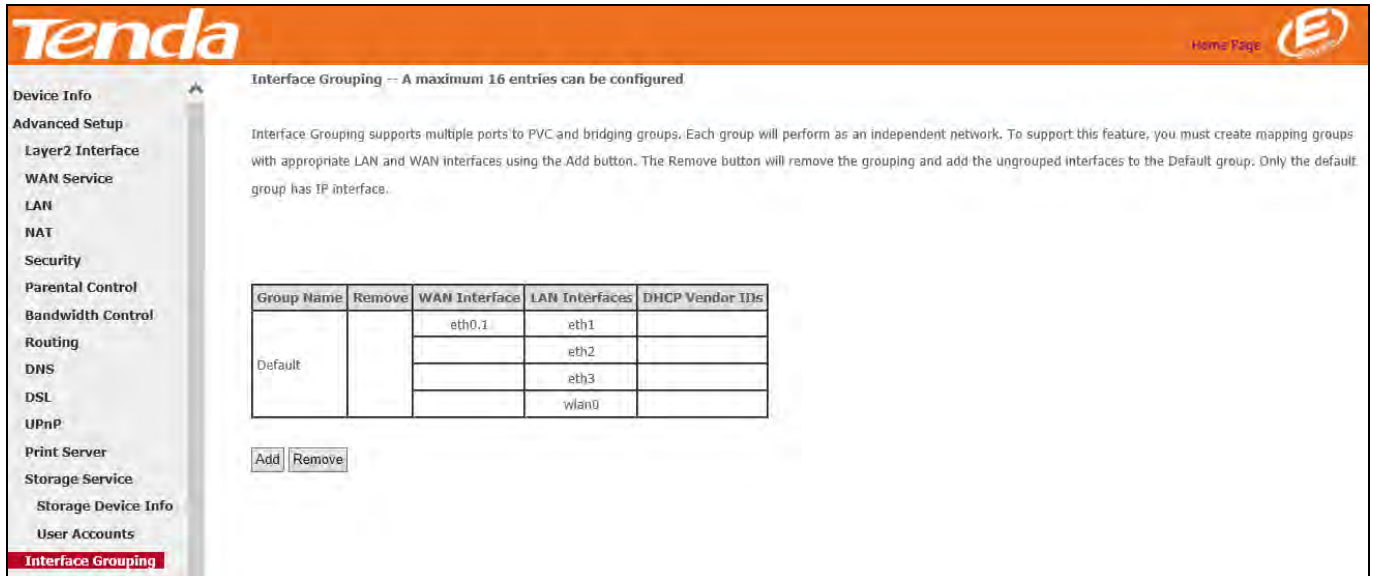 Tenda
Home Page
Device Info
Advanced Setup
Layer2 Interface
WAN Service
LAN
NAT
Security
Parental Control
Bandwidth Control
Routing
DNS
DSL
UPnP
Print Server
Storage Service
Storage Device Info
User Accounts
Interface Grouping
Interface Grouping -- A maximum 16 entries can be configured
Interface Grouping supports multiple ports to PVC and bridging groups. Each group will perform as an independent network. To support this feature, you must create mapping groups
with appropriate LAN and WAN interfaces using the Add button. The Remove button will remove the grouping and add the ungrouped interfaces to the Default group. Only the default
group has IP interface.
Group Name Remove WAN Interface LAN Interfaces DHCP Vendor IDs
Default eth0.1 eth1
eth2
eth3
wlan0
Add Remove